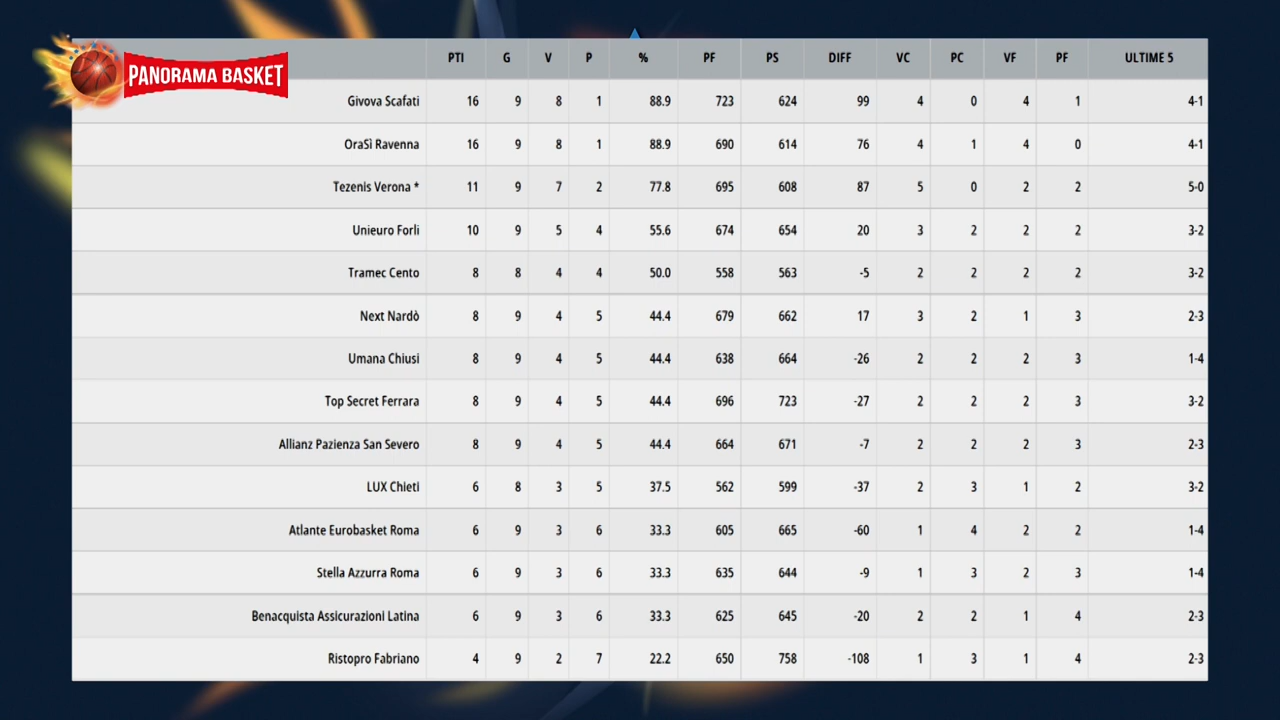 PANORAMA BASKET
PTI G V P % PF PS DIFF VC PC VF PF ULTIME 5
Givova Scafati 16 9 8 1 88.9 723 624 99 4 0 4 1 4-1
OraSì Ravenna 16 9 8 1 88.9 690 614 76 4 1 4 0 4-1
Tezenis Verona * 11 9 7 2 77.8 695 608 87 5 0 2 2 5-0
Unieuro Forlì 10 9 5 4 55.6 674 654 20 3 2 2 2 3-2
Tramec Cento 8 8 4 4 50.0 558 563 -5 2 2 2 2 3-2
Next Nardò 8 9 4 5 44.4 679 662 17 3 2 1 3 2-3
Umana Chiusi 8 9 4 5 44.4 638 664 -26 2 2 2 3 1-4
Top Secret Ferrara 8 9 4 5 44.4 696 723 -27 2 2 2 3 3-2
Allianz Pazienza San Severo 8 9 4 5 44.4 664 671 -7 2 2 2 3 2-3
LUX Chieti 6 8 3 5 37.5 562 599 -37 2 3 1 2 3-2
Atlante Eurobasket Roma 6 9 3 6 33.3 605 665 -60 1 4 2 2 1-4
Stella Azzurra Roma 6 9 3 6 33.3 635 644 -9 1 3 2 3 1-4
Benacquista Assicurazioni Latina 6 9 3 6 33.3 625 645 -20 2 2 1 4 2-3
Ristopro Fabriano 4 9 2 7 22.2 650 758 -108 1 3 1 4 2-3